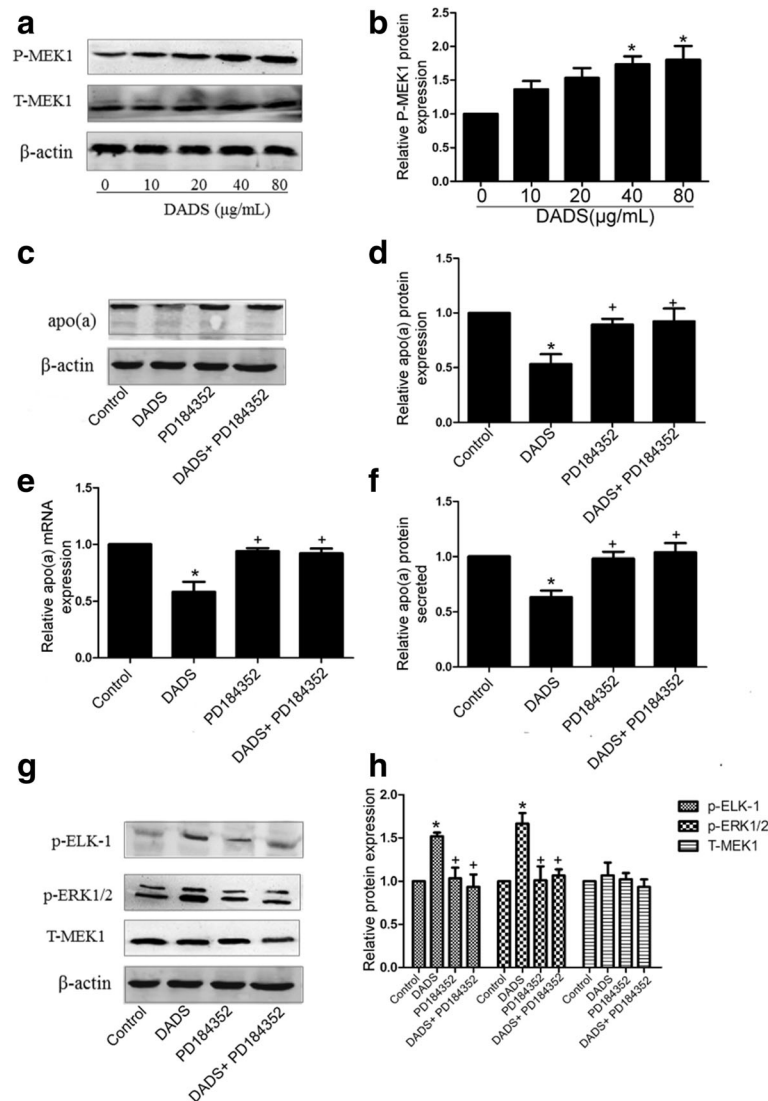 a
P-MEK1
T-MEK1
β-actin
0 10 20 40 80
DADS (μg/mL)
b
Relative P-MEK1 protein
expression
2.5
2.0
1.5
1.0
0.5
0.0
* *
0 10 20 40 80
DADS(μg/mL)
c
apo(a)
β-actin
Control
DADS
PD184352
DADS+ PD184352
d
Relative apo(a) protein
expression
1.5
1.0
0.5
0.0
* + +
Control
DADS
PD184352
DADS+ PD184352
e
Relative apo(a) mRNA
expression
1.5
1.0
0.5
0.0
* + +
Control
DADS
PD184352
DADS+ PD184352
f
Relative apo(a) protein
secreted
1.5
1.0
0.5
0.0
* + +
Control
DADS
PD184352
DADS+ PD184352
g
p-ELK-1
p-ERK1/2
T-MEK1
β-actin
Control
DADS
PD184352
DADS+ PD184352
h
Relative protein expression
2.0
1.5
1.0
0.5
0.0
* + +
* + +
Control
DADS
PD184352
DADS+ PD184352
Control
DADS
PD184352
DADS+ PD184352
Control
DADS
PD184352
DADS+ PD184352
p-ELK-1
p-ERK1/2
T-MEK1